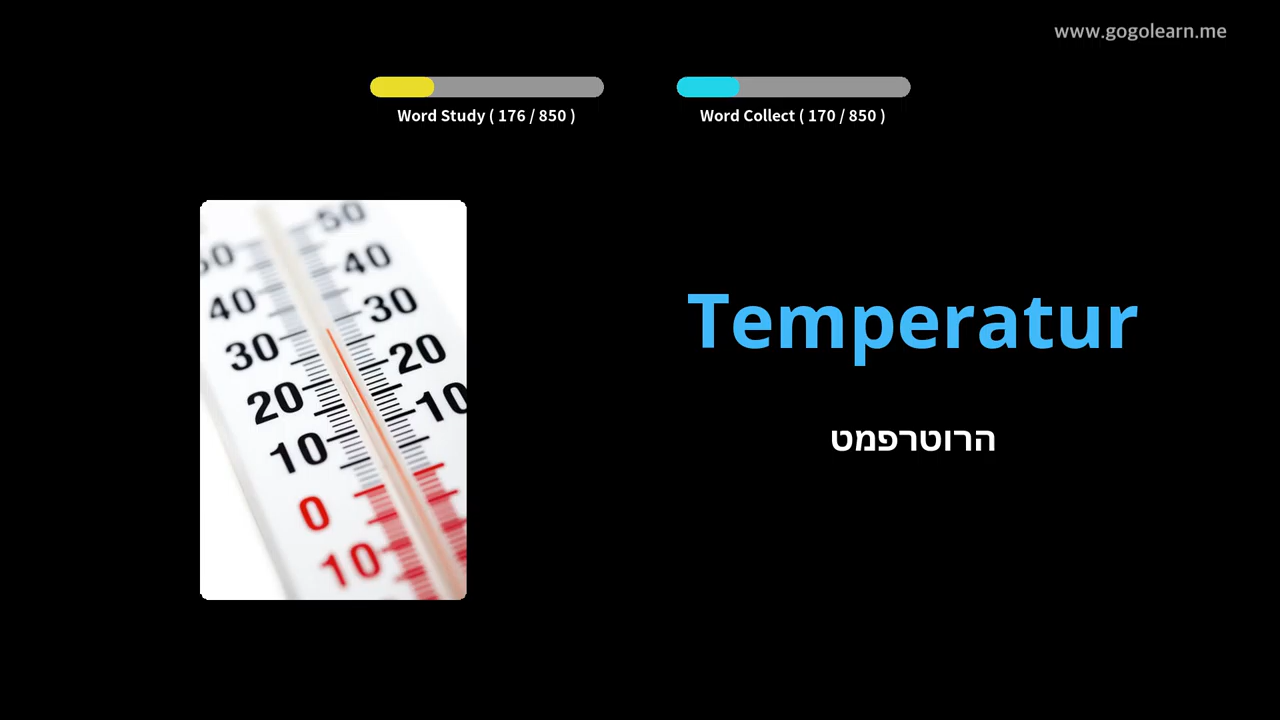 www.gogolearn.me
Word Study ( 176 / 850 )
Word Collect ( 170 / 850 )
50
40
40
30
30
20
20
10
10
0
10
Temperatur
הרוטרפמט